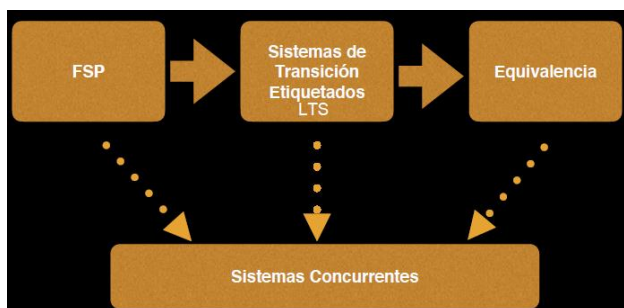 FSP
Sistemas de
Transición
Etiquetados
LTS
Equivalencia
Sistemas Concurrentes